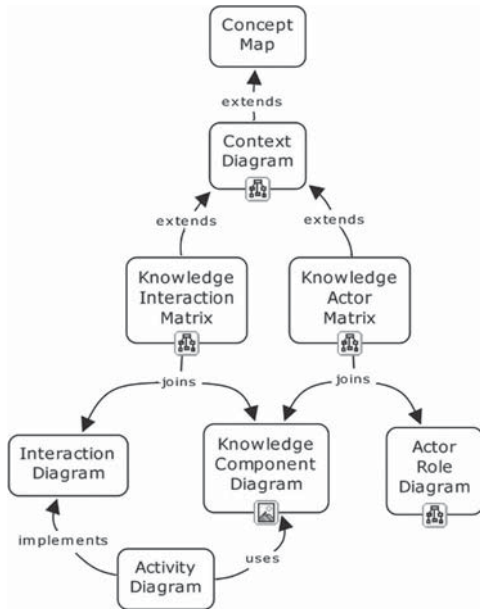 Concept
Map
extends
Context
Diagram
extends
extends
Knowledge
Interaction
Matrix
Knowledge
Actor
Matrix
joins
joins
Interaction
Diagram
Knowledge
Component
Diagram
Actor
Role
Diagram
implements
uses
Activity
Diagram